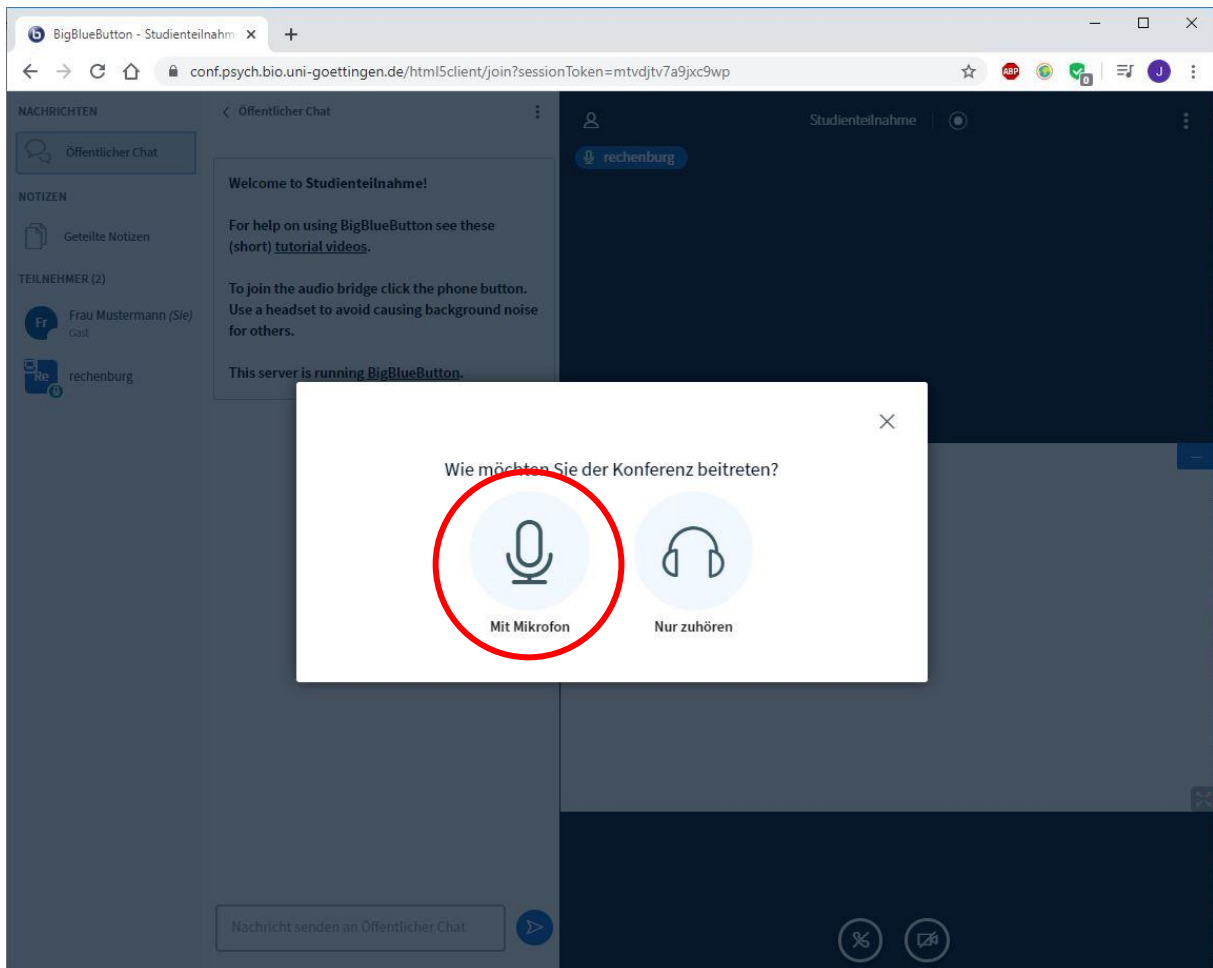 BigBlueButton - Studienteilnahm
conf.psych.bio.uni-goettingen.de/html5client/join?sessionToken=mtvdjtv7a9jxc9wp
ABP
0
J
NACHRICHTEN
Öffentlicher Chat
NOTIZEN
Geteilte Notizen
TEILNEHMER (2)
Fr
Frau Mustermann (Sie)
Gast
Re
rechenburg
Öffentlicher Chat
Welcome to Studienteilnahme!
For help on using BigBlueButton see these
(short) tutorial videos.
To join the audio bridge click the phone button.
Use a headset to avoid causing background noise
for others.
This server is running BigBlueButton.
Nachricht senden an Öffentlicher Chat
Studienteilnahme
rechenburg
Wie möchten Sie der Konferenz beitreten?
Mit Mikrofon
Nur zuhören